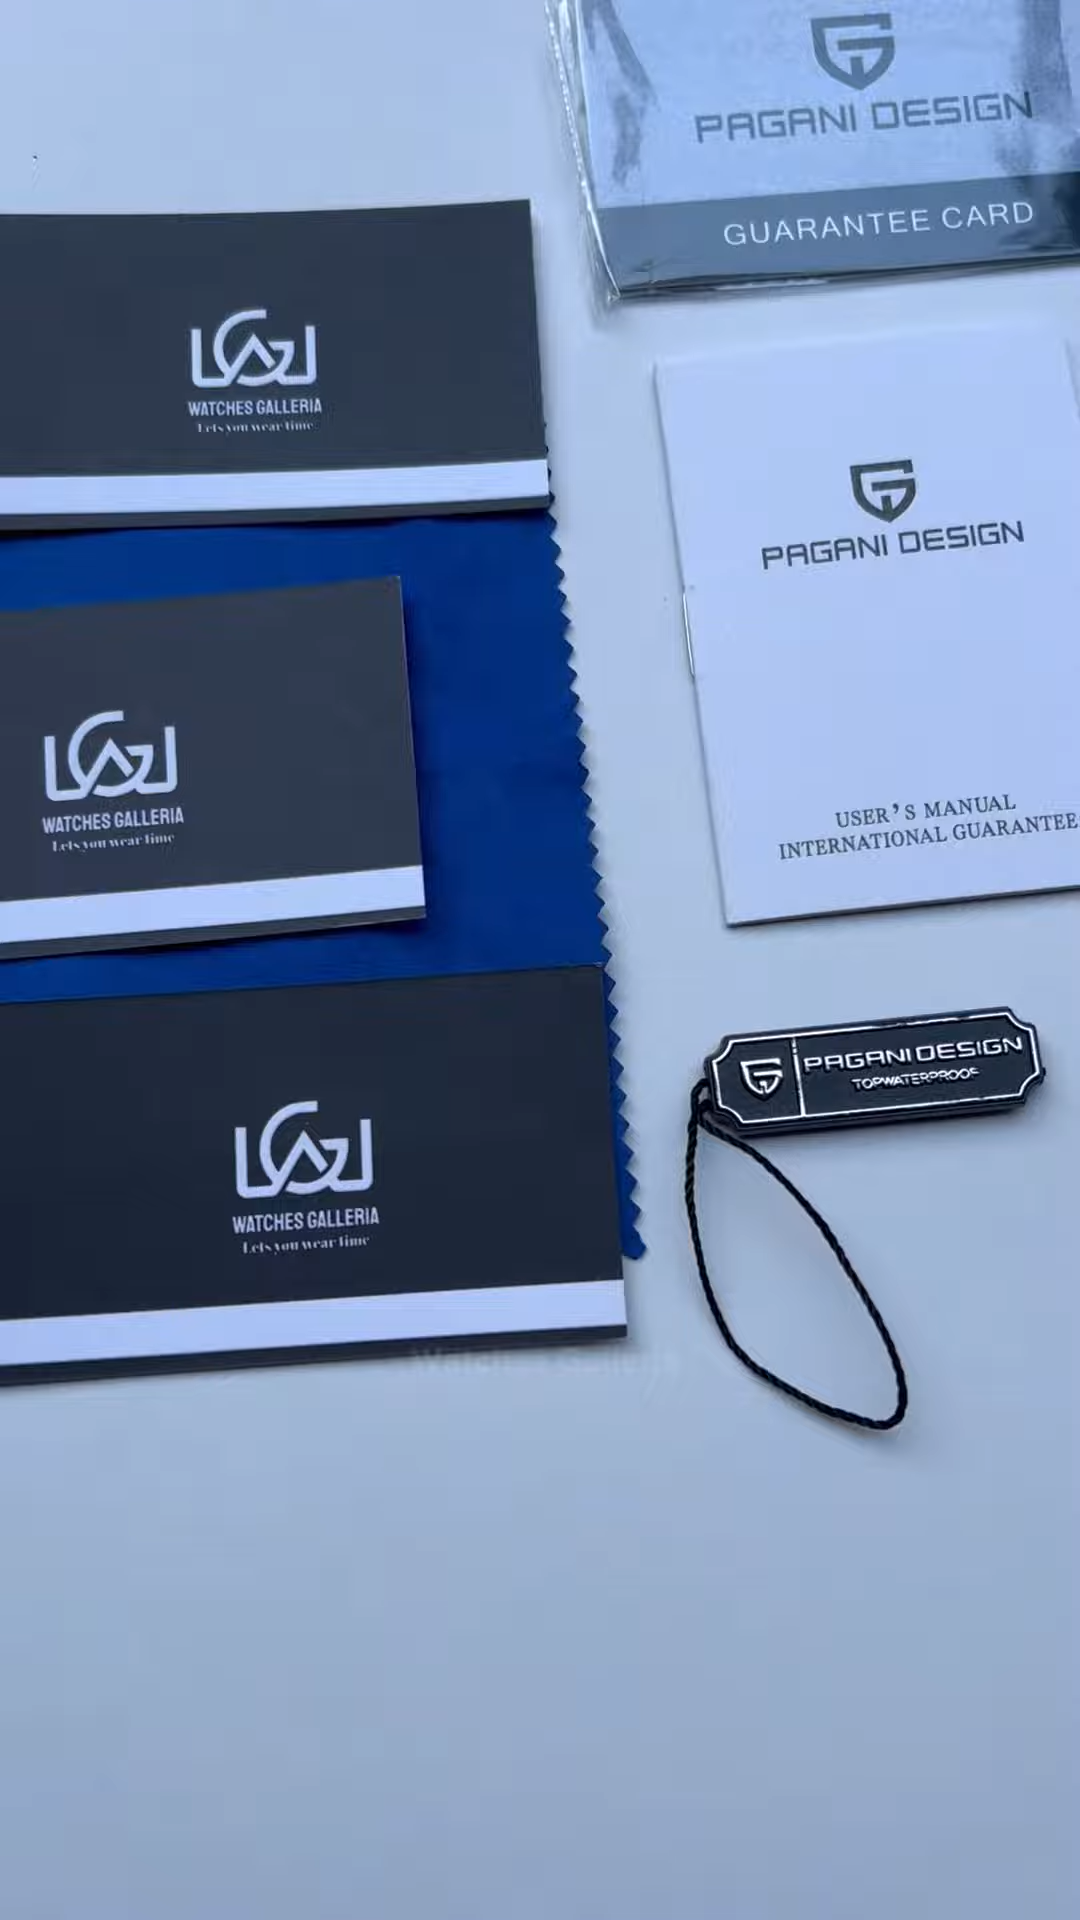 PAGANI DESIGN
GUARANTEE CARD
WATCHES GALLERIA
Lets you wear time
PAGANI DESIGN
USER'S MANUAL
INTERNATIONAL GUARANTEE
WATCHES GALLERIA
Lets you wear time
PAGANI DESIGN
TOPWATERPROOF
WATCHES GALLERIA
Lets you wear time